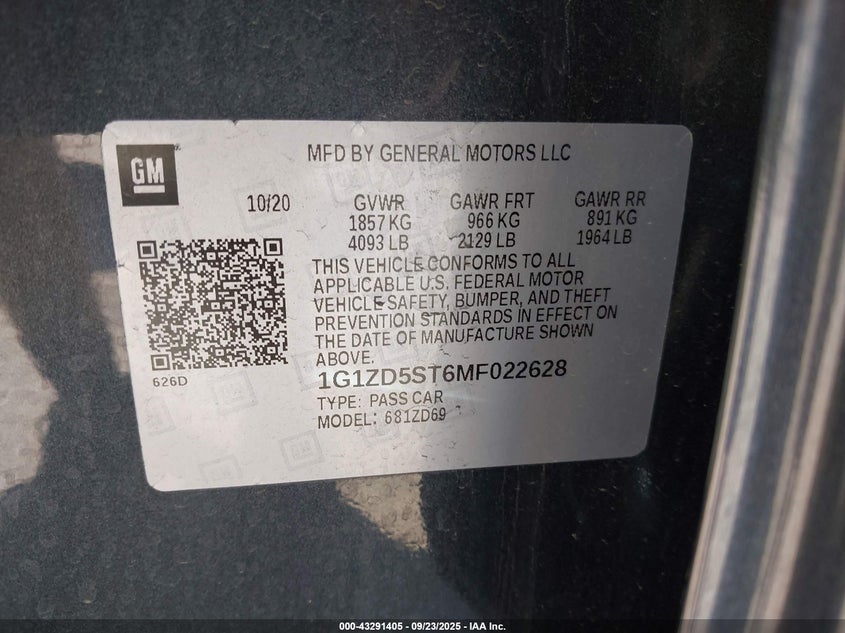 GM
MFD BY GENERAL MOTORS LLC
10/20 GVWR GAWR FRT GAWR RR
1857 KG 966 KG 891 KG
4093 LB 2129 LB 1964 LB
THIS VEHICLE CONFORMS TO ALL
APPLICABLE U.S. FEDERAL MOTOR
VEHICLE SAFETY, BUMPER, AND THEFT
PREVENTION STANDARDS IN EFFECT ON
THE DATE OF MANUFACTURE SHOWN
ABOVE.
626D
1G1ZD5ST6MF022628
TYPE: PASS CAR
MODEL: 681ZD69
000-43291405 - 09/23/2025 - IAA Inc.